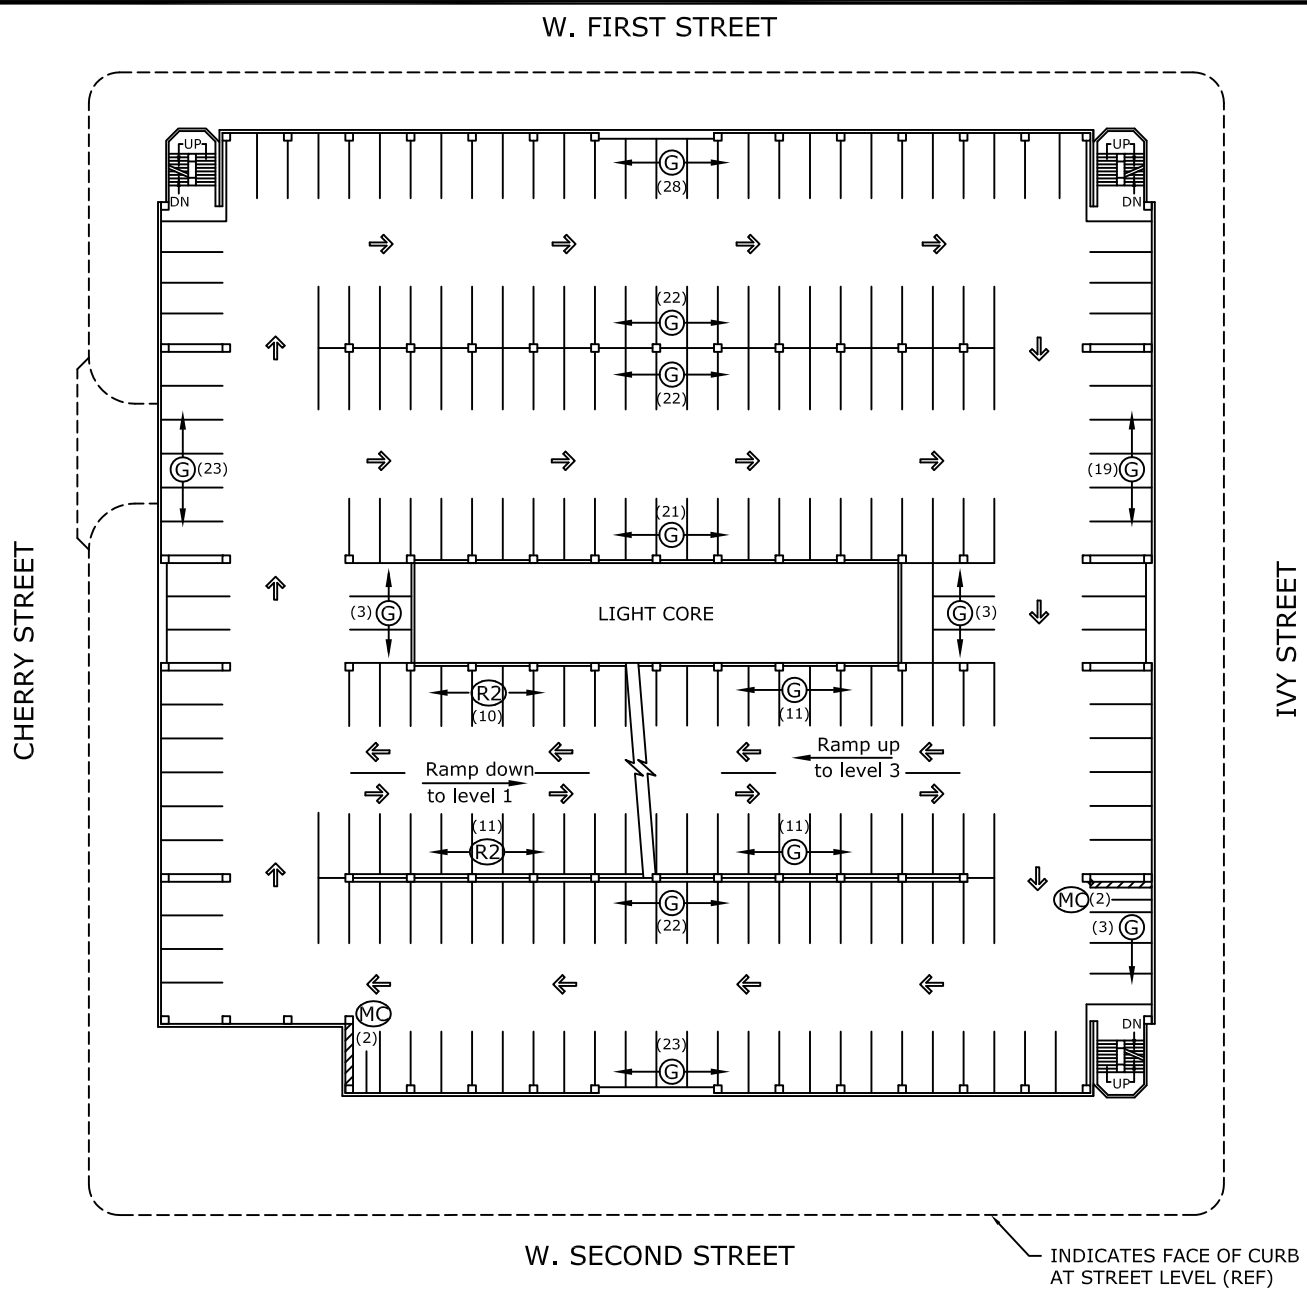 W. FIRST STREET
UP
UP
G
(28)
DN
DN
(22)
G
G
(22)
G (23)
(19) G
(21)
G
CHERRY STREET
IVY STREET
(3) G
LIGHT CORE
G (3)
R2
(10)
G
(11)
Ramp down
to level 1
Ramp up
to level 3
(11)
R2
(11)
G
G
(22)
MC (2)
(3) G
MC
(2)
DN
(23)
G
UP
W. SECOND STREET
INDICATES FACE OF CURB
AT STREET LEVEL (REF)